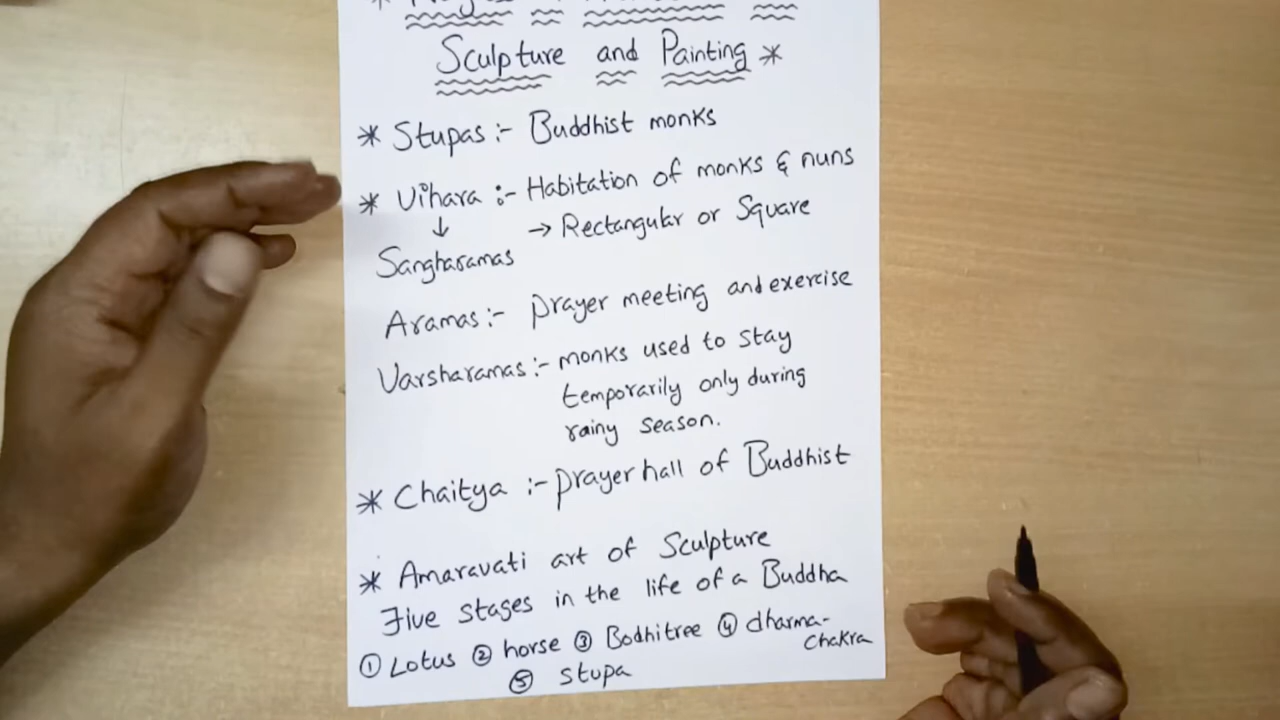 Sculpture and Painting *
* Stupas :- Buddhist monks
* Vihara :- Habitation of monks & nuns
↓ → Rectangular or Square
Sangharamas
Aramas :- prayer meeting and exercise
Varsharamas :- monks used to stay
temporarily only during
rainy season.
* Chaitya :- prayer hall of Buddhist
* Amaravati art of Sculpture
Five stages in the life of a Buddha
① Lotus ② horse ③ Bodhitree ④ dharma-
chakra
⑤ stupa